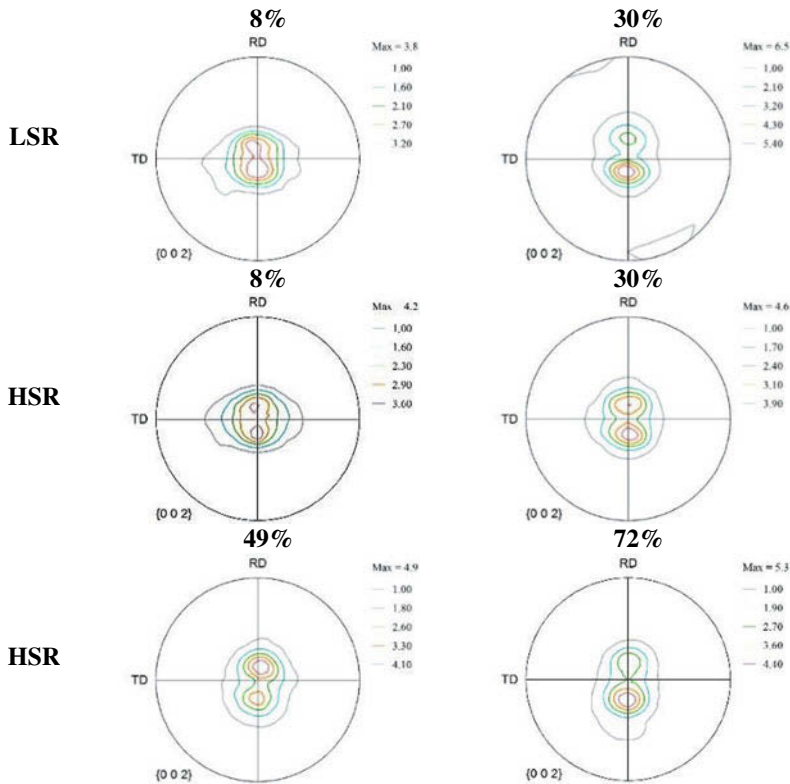 8%
30%
RD
RD
Max = 3.8
1.00
1.60
2.10
2.70
3.20
Max = 6.5
1.00
2.10
3.20
4.30
5.40
LSR
TD
TD
{0 0 2}
{0 0 2}
8%
30%
RD
RD
Max 4.2
1.00
1.60
2.30
2.90
3.60
Max = 4.6
1.00
1.70
2.40
3.10
3.90
HSR
TD
TD
{0 0 2}
{0 0 2}
49%
72%
RD
RD
Max = 4.9
1.00
1.80
2.60
3.30
4.10
Max = 5.3
1.00
1.90
2.70
3.60
4.40
HSR
TD
TD
{0 0 2}
{0 0 2}